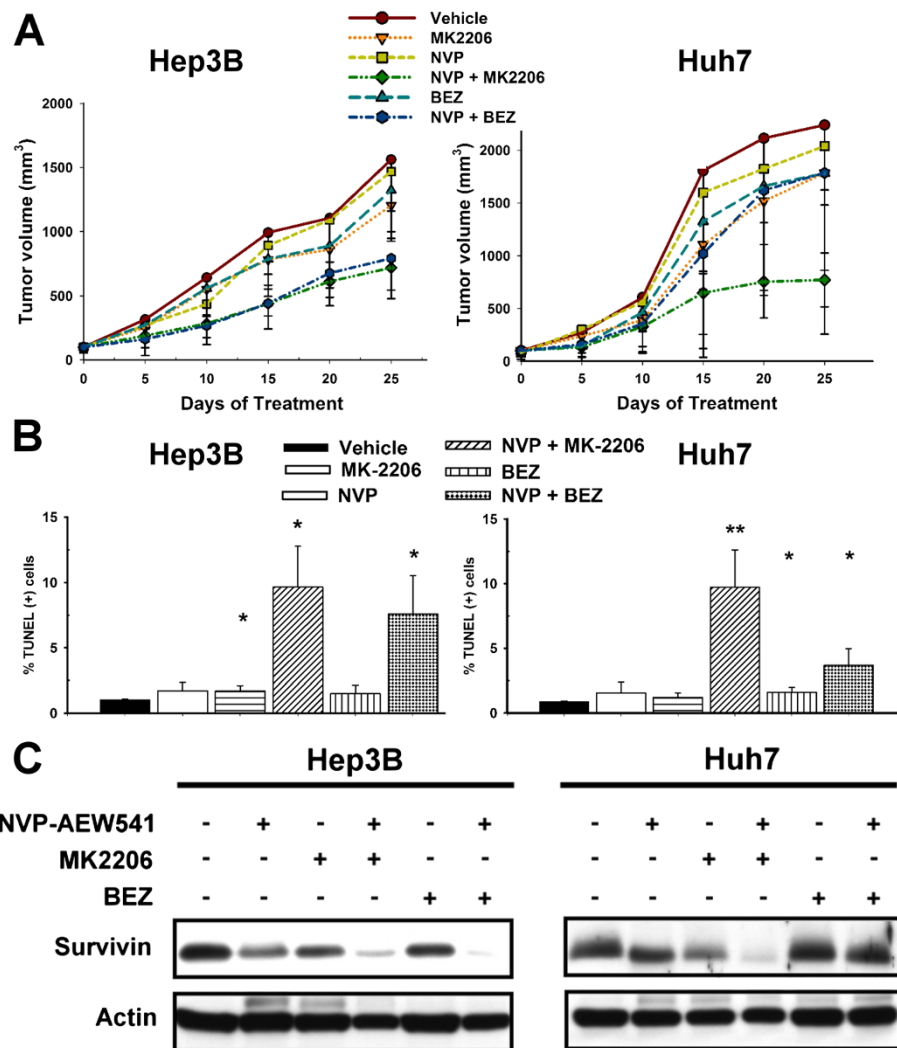 A
Hep3B
Vehicle
MK2206
NVP
NVP + MK2206
BEZ
NVP + BEZ
Huh7
Tumor volume (mm³)
2000
1500
1000
500
0
0 5 10 15 20 25
Days of Treatment
Tumor volume (mm³)
2000
1500
1000
500
0
0 5 10 15 20 25
Days of Treatment
B
Hep3B
Vehicle
MK-2206
NVP
NVP + MK-2206
BEZ
NVP + BEZ
Huh7
% TUNEL (+) cells
15
10
5
0
* * *
% TUNEL (+) cells
15
10
5
0
** * *
C
Hep3B Huh7
NVP-AEW541 - + - + - + - + - + - +
MK2206 - - + + - - - - + + - -
BEZ - - - - + + - - - - + +
Survivin
Actin